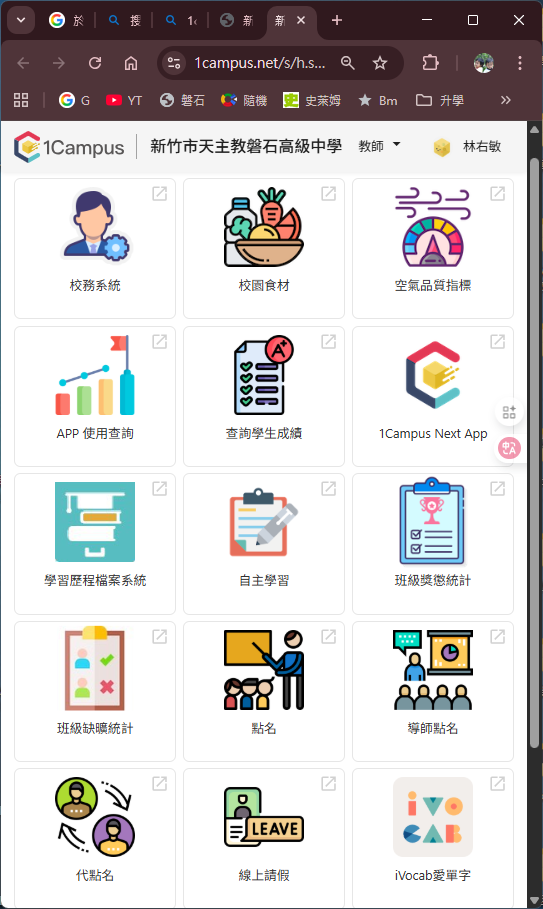 於
搜
1c
新
新
1campus.net/s/h.s...
G
YT
磐石
隨機
史萊姆
Bm
升學
1Campus
新竹市天主教磐石高級中學
教師
林右敏
校務系統
校園食材
空氣品質指標
APP 使用查詢
A+
查詢學生成績
1Campus Next App
學習歷程檔案系統
自主學習
班級獎懲統計
班級缺曠統計
點名
導師點名
代點名
LEAVE
線上請假
iVOCAB
iVocab愛單字